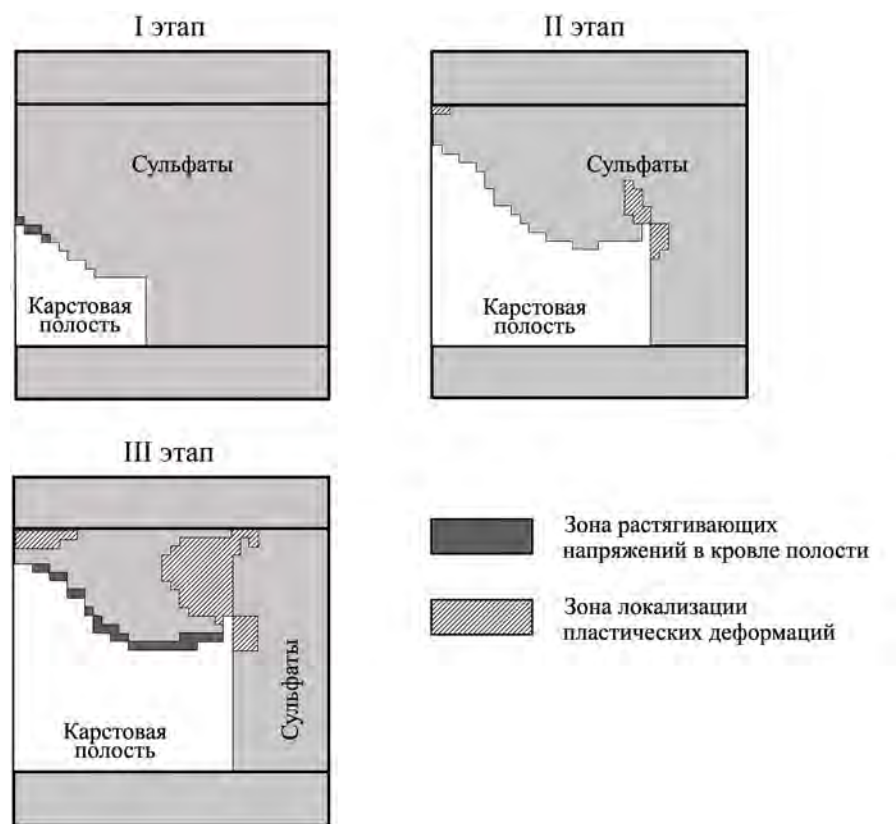 I этап
II этап
Сульфаты
Карстовая
полость
Сульфаты
Карстовая
полость
III этап
Сульфаты
Карстовая
полость
Зона растягивающих
напряжений в кровле полости
Зона локализации
пластических деформаций